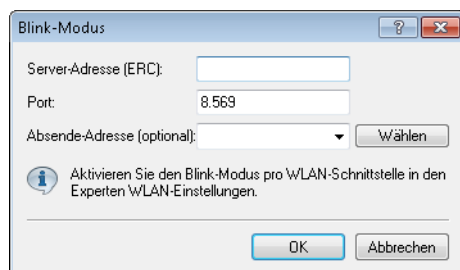 Blink-Modus
Server-Adresse (ERC):
Port: 8.569
Absende-Adresse (optional): Wählen
Aktivieren Sie den Blink-Modus pro WLAN-Schnittstelle in den
Experten WLAN-Einstellungen.
OK Abbrechen